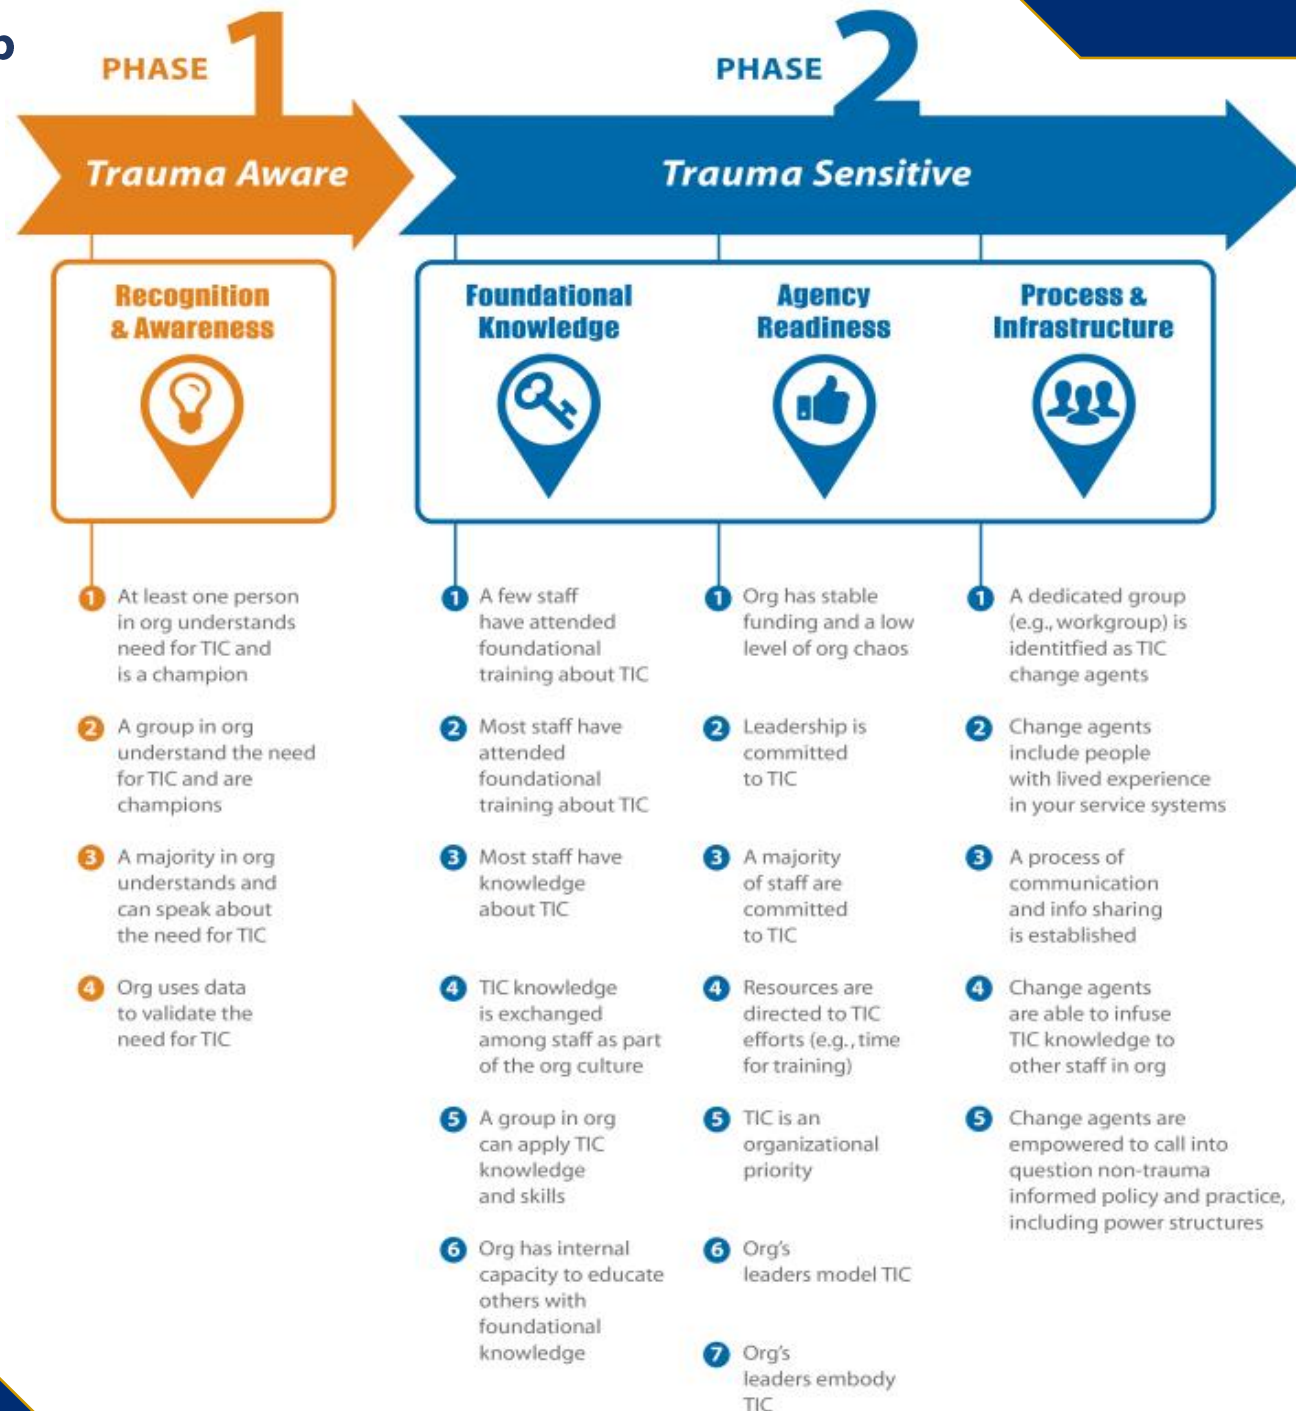 p
PHASE 1
Trauma Aware
Recognition
& Awareness
1 At least one person
in org understands
need for TIC and
is a champion
2 A group in org
understand the need
for TIC and are
champions
3 A majority in org
understands and
can speak about
the need for TIC
4 Org uses data
to validate the
need for TIC
PHASE 2
Trauma Sensitive
Foundational
Knowledge
1 A few staff
have attended
foundational
training about TIC
2 Most staff have
attended
foundational
training about TIC
3 Most staff have
knowledge
about TIC
4 TIC knowledge
is exchanged
among staff as part
of the org culture
5 A group in org
can apply TIC
knowledge
and skills
6 Org has internal
capacity to educate
others with
foundational
knowledge
Agency
Readiness
1 Org has stable
funding and a low
level of org chaos
2 Leadership is
committed
to TIC
3 A majority
of staff are
committed
to TIC
4 Resources are
directed to TIC
efforts (e.g., time
for training)
5 TIC is an
organizational
priority
6 Org's
leaders model TIC
7 Org's
leaders embody
TIC
Process &
Infrastructure
1 A dedicated group
(e.g., workgroup) is
identitfied as TIC
change agents
2 Change agents
include people
with lived experience
in your service systems
3 A process of
communication
and info sharing
is established
4 Change agents
are able to infuse
TIC knowledge to
other staff in org
5 Change agents are
empowered to call into
question non-trauma
informed policy and practice,
including power structures